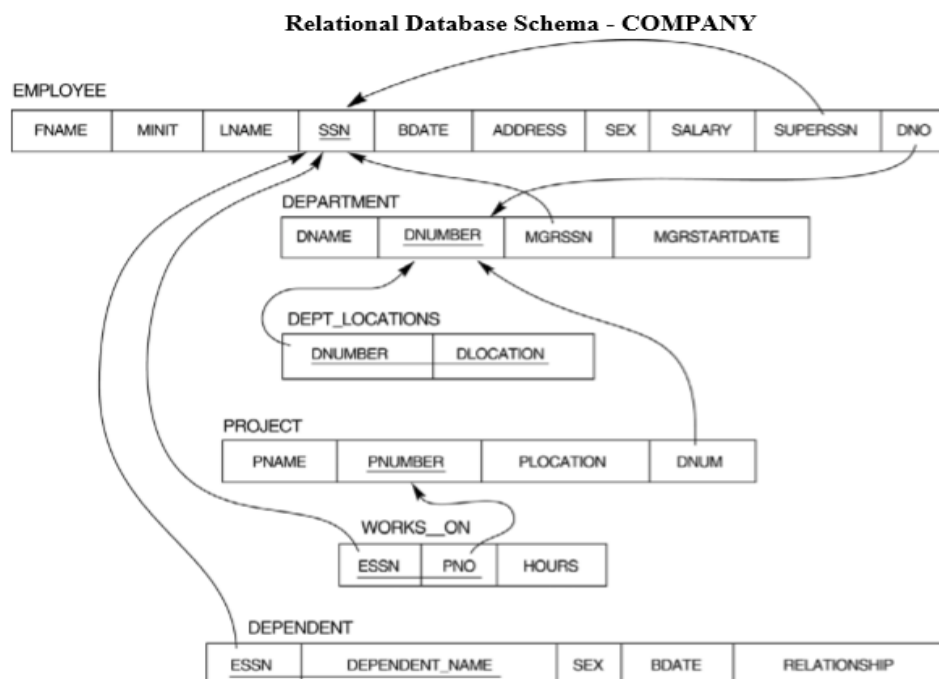 Relational Database Schema - COMPANY
EMPLOYEE
FNAME MINIT LNAME SSN BDATE ADDRESS SEX SALARY SUPERSSN DNO
DEPARTMENT
DNAME DNUMBER MGRSSN MGRSTARTDATE
DEPT_LOCATIONS
DNUMBER DLOCATION
PROJECT
PNAME PNUMBER PLOCATION DNUM
WORKS__ON
ESSN PNO HOURS
DEPENDENT
ESSN DEPENDENT_NAME SEX BDATE RELATIONSHIP